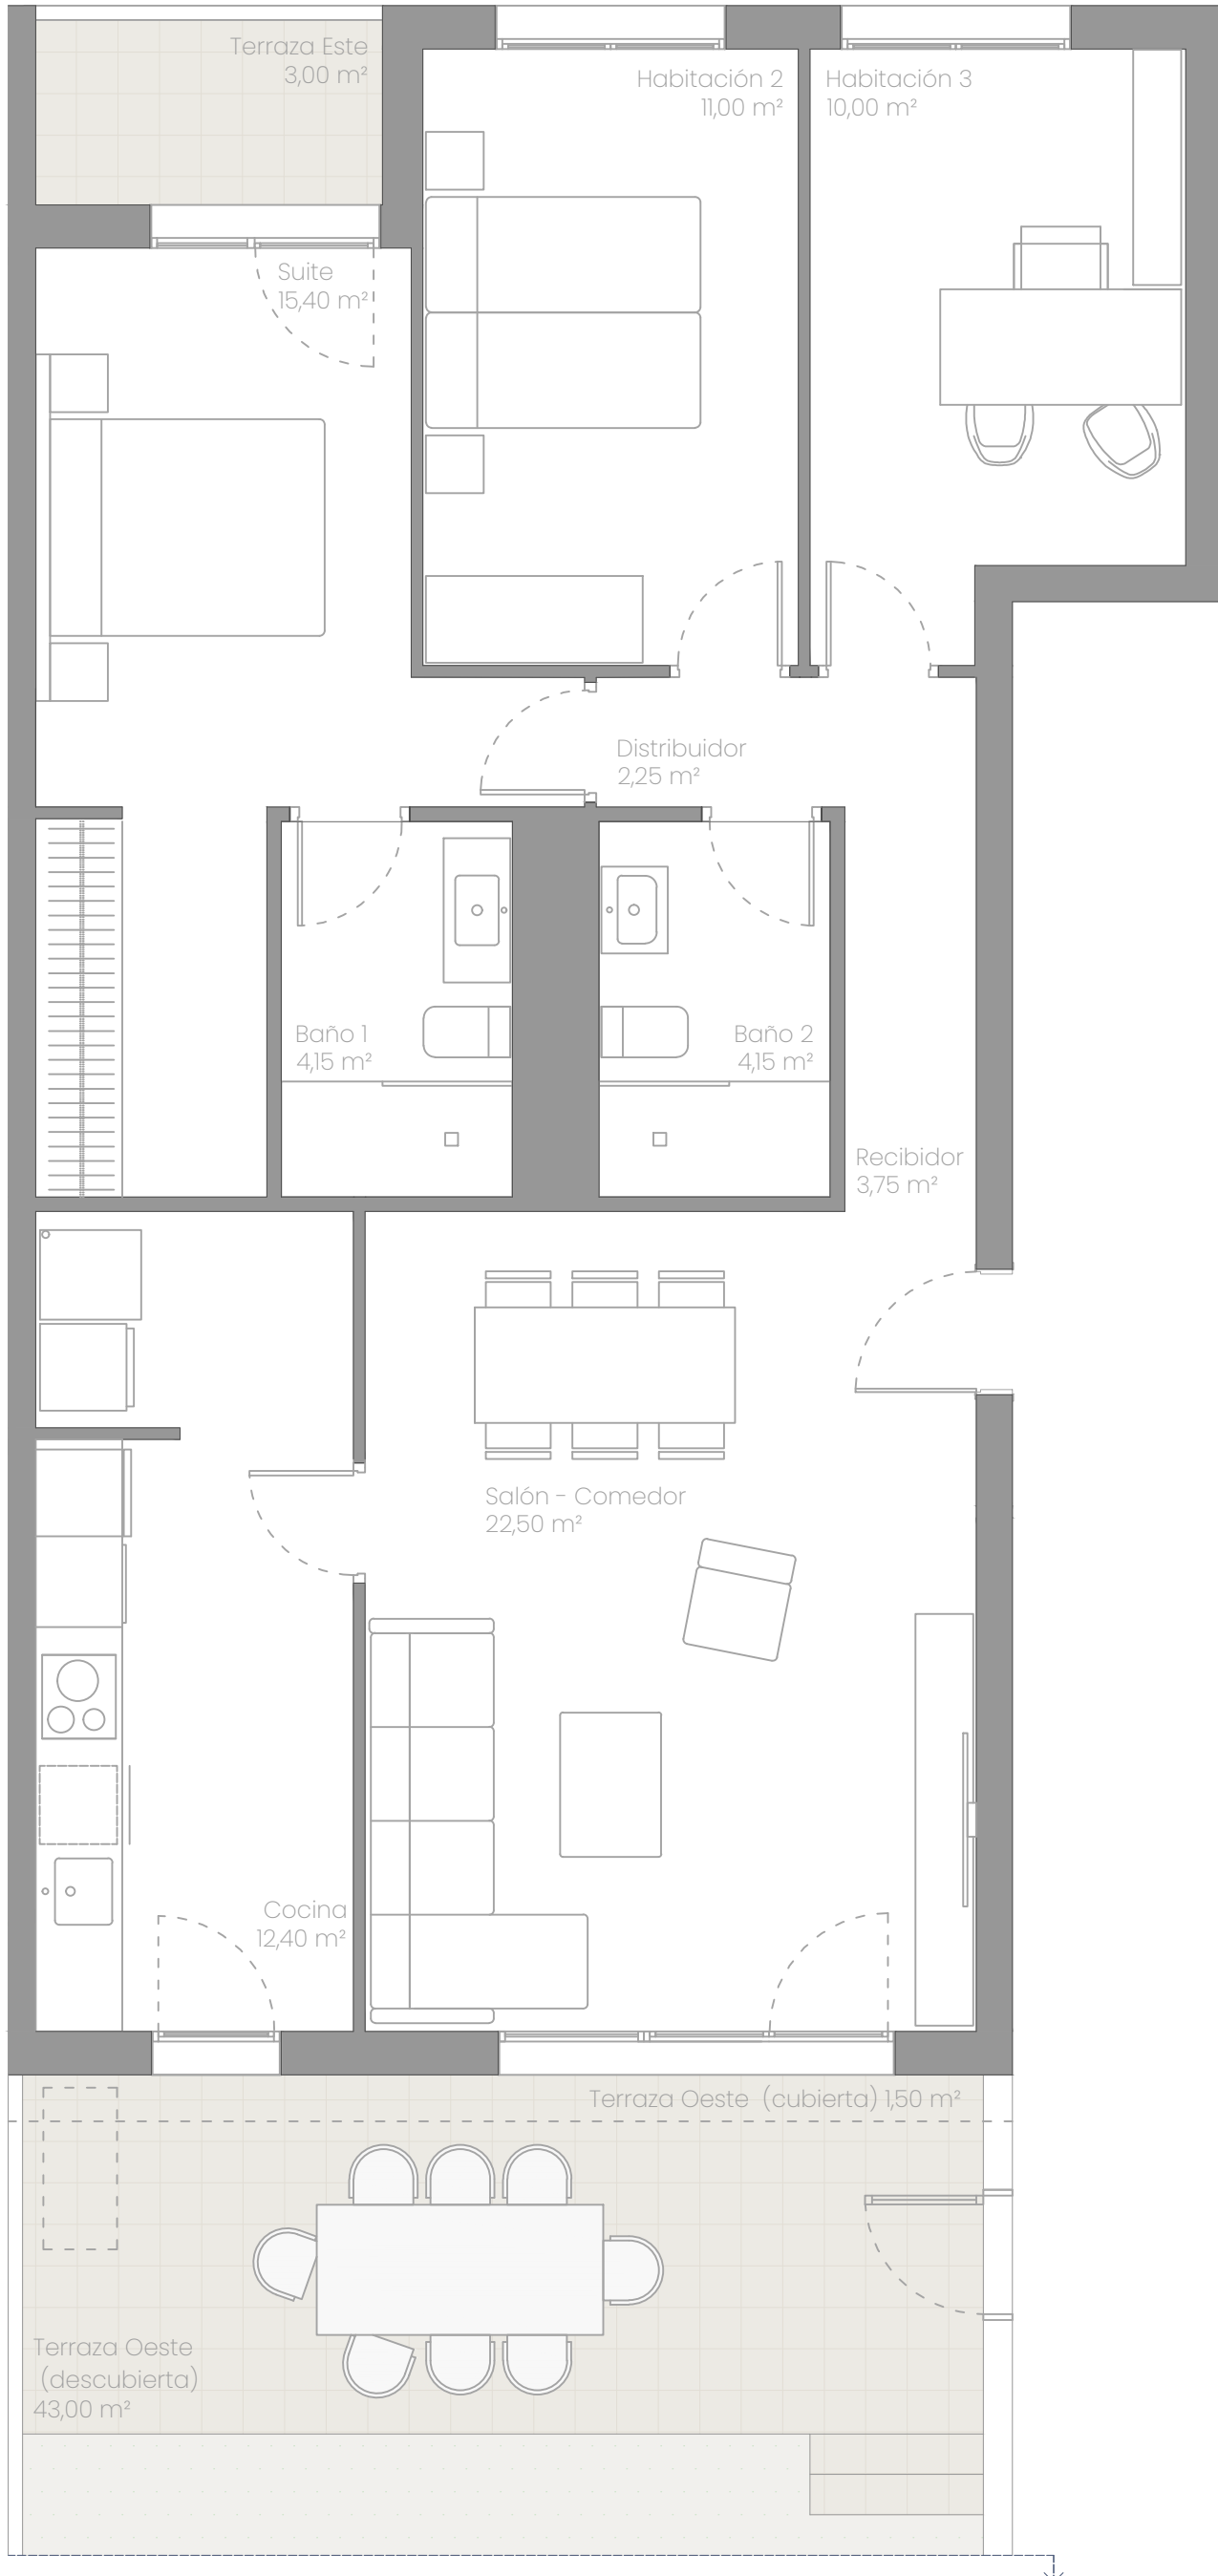 Terraza Este
3,00 m²
Habitación 2
11,00 m²
Habitación 3
10,00 m²
Suite
15,40 m²
Distribuidor
2,25 m²
Baño 1
4,15 m²
Baño 2
4,15 m²
Recibidor
3,75 m²
Salón - Comedor
22,50 m²
Cocina
12,40 m²
Terraza Oeste (cubierta) 1,50 m²
Terraza Oeste
(descubierta)
43,00 m²